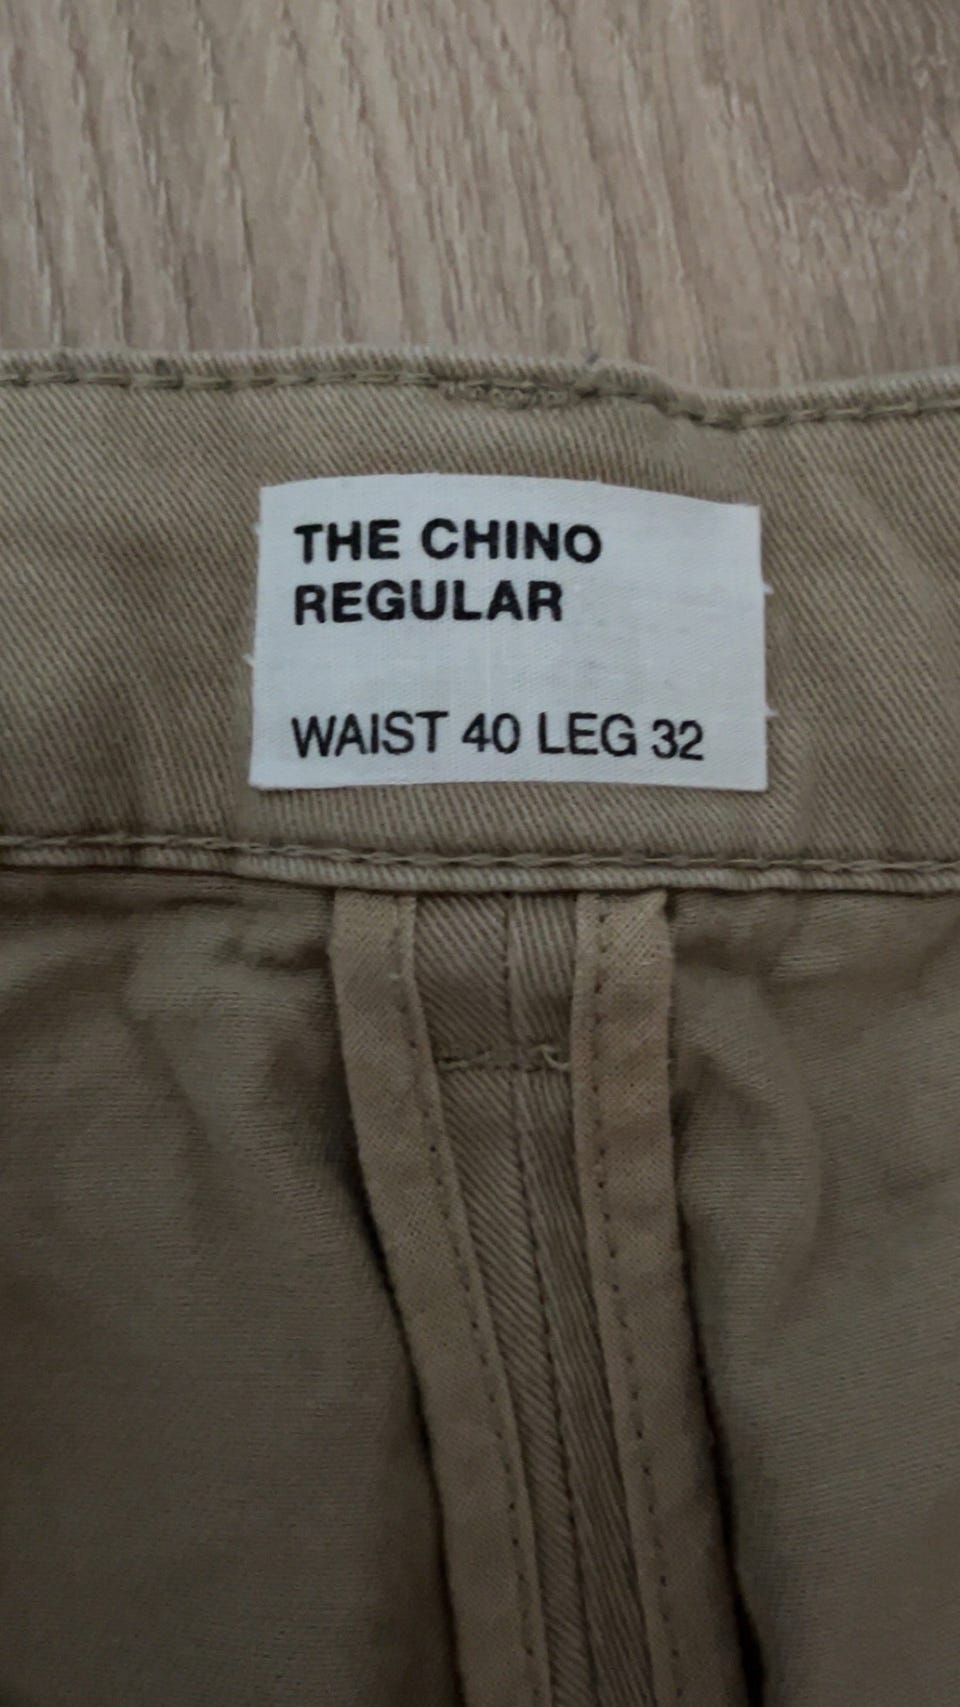 THE CHINO
REGULAR
WAIST 40 LEG 32